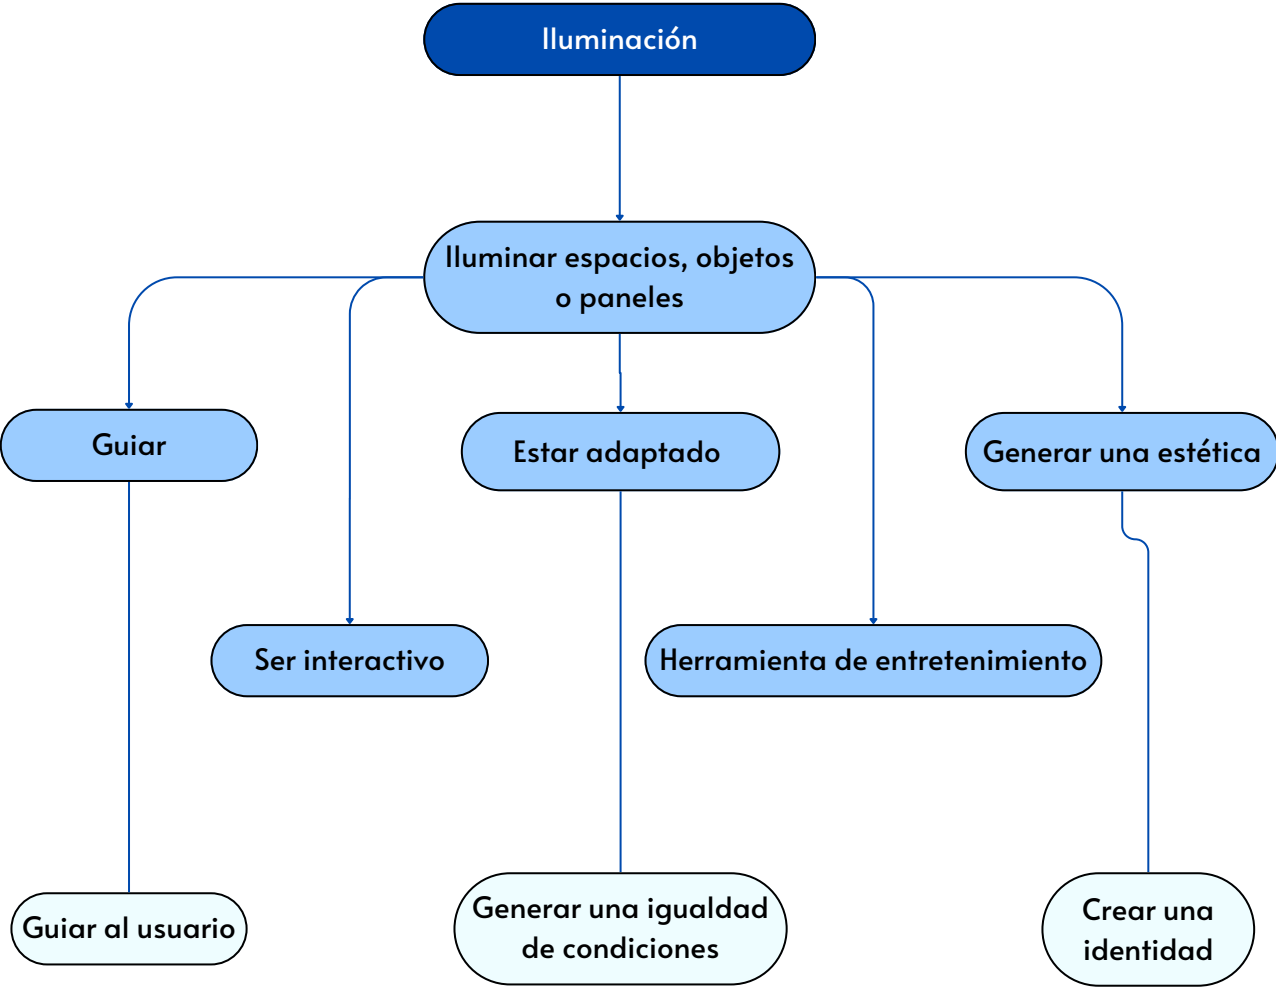 Iluminación
Iluminar espacios, objetos
o paneles
Guiar
Estar adaptado
Generar una estética
Ser interactivo
Herramienta de entretenimiento
Guiar al usuario
Generar una igualdad
de condiciones
Crear una
identidad